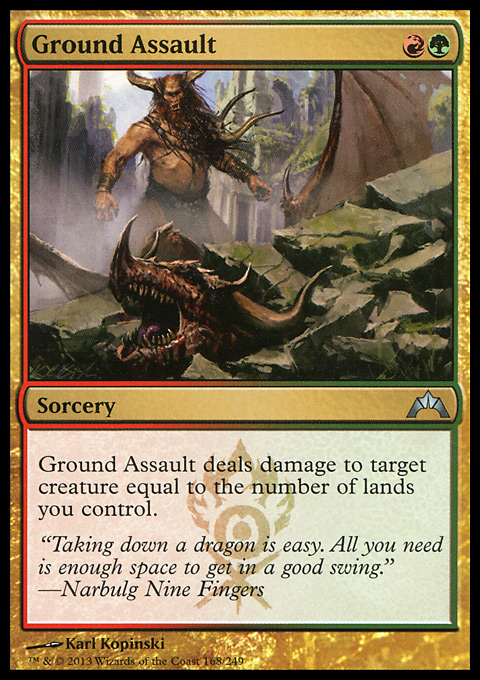 Ground Assault
Sorcery
Ground Assault deals damage to target
creature equal to the number of lands
you control.
“Taking down a dragon is easy. All you need
is enough space to get in a good swing.”
—Narbulg Nine Fingers
Karl Kopinski
™ & © 2013 Wizards of the Coast 168/249